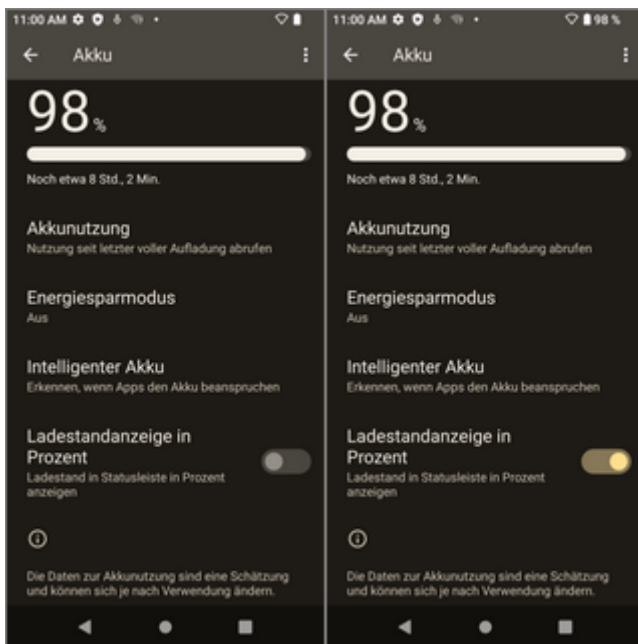 11:00 AM
Akku
98%
Noch etwa 8 Std., 2 Min.
Akkunutzung
Nutzung seit letzter voller Aufladung abrufen
Energiesparmodus
Aus
Intelligenter Akku
Erkennen, wenn Apps den Akku beanspruchen
Ladestandanzeige in
Prozent
Ladestand in Statusleiste in Prozent
anzeigen
Die Daten zur Akkunutzung sind eine Schätzung
und können sich je nach Verwendung ändern.
11:00 AM 98 %
Akku
98%
Noch etwa 8 Std., 2 Min.
Akkunutzung
Nutzung seit letzter voller Aufladung abrufen
Energiesparmodus
Aus
Intelligenter Akku
Erkennen, wenn Apps den Akku beanspruchen
Ladestandanzeige in
Prozent
Ladestand in Statusleiste in Prozent
anzeigen
Die Daten zur Akkunutzung sind eine Schätzung
und können sich je nach Verwendung ändern.